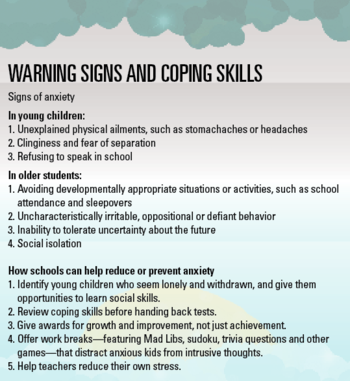 WARNING SIGNS AND COPING SKILLS
Signs of anxiety
In young children:
1. Unexplained physical ailments, such as stomachaches or headaches
2. Clinginess and fear of separation
3. Refusing to speak in school
In older students:
1. Avoiding developmentally appropriate situations or activities, such as school
attendance and sleepovers
2. Uncharacteristically irritable, oppositional or defiant behavior
3. Inability to tolerate uncertainty about the future
4. Social isolation
How schools can help reduce or prevent anxiety
1. Identify young children who seem lonely and withdrawn, and give them
opportunities to learn social skills.
2. Review coping skills before handing back tests.
3. Give awards for growth and improvement, not just achievement.
4. Offer work breaks—featuring Mad Libs, sudoku, trivia questions and other
games—that distract anxious kids from intrusive thoughts.
5. Help teachers reduce their own stress.